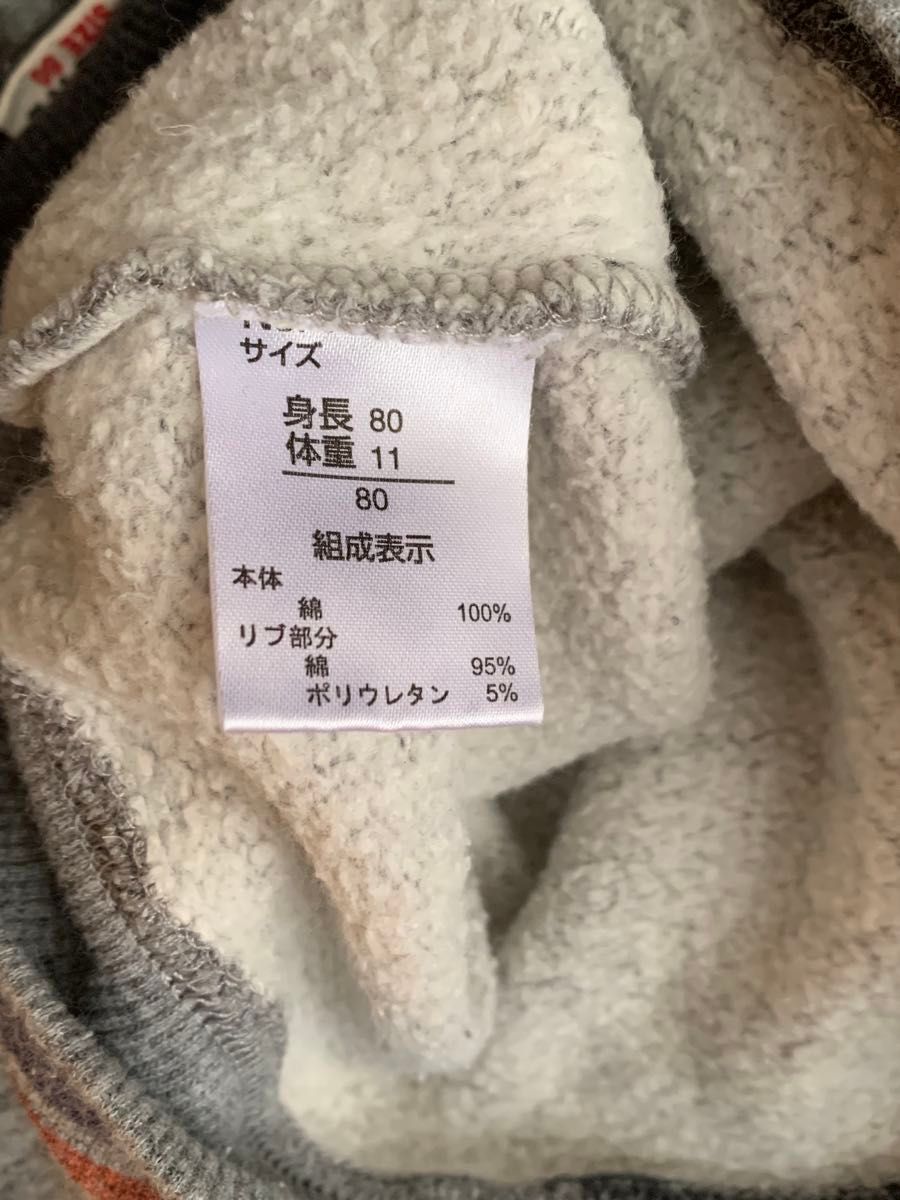 サイズ
身長 80
体重 11
80
組成表示
本体
綿 100%
リブ部分
綿 95%
ポリウレタン 5%